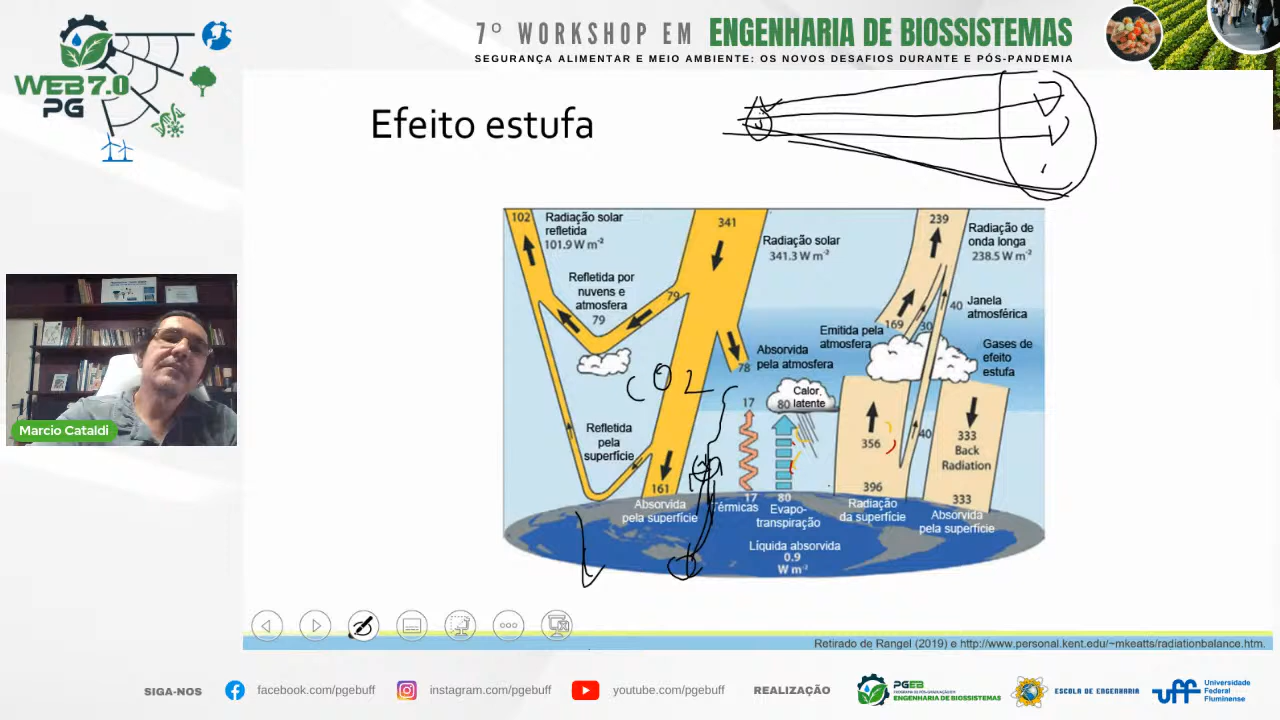 7º WORKSHOP EM ENGENHARIA DE BIOSSISTEMAS
SEGURANÇA ALIMENTAR E MEIO AMBIENTE: OS NOVOS DESAFIOS DURANTE E PÓS-PANDEMIA
WEB 7.0
PG
Efeito estufa
102
Radiação solar
refletida
101.9 W m⁻²
341
Radiação solar
341.3 W m⁻²
239
Radiação de
onda longa
238.5 W m⁻²
Refletida por
nuvens e
atmosfera
79
79
Absorvida
pela atmosfera
78
Emitida pela
atmosfera
169
30
40
Janela
atmosférica
Gases de
efeito
estufa
CO2
17
80
Calor
latente
Refletida
pela
superfície
356
40
333
Back
Radiation
161
Absorvida
pela superfície
17
Térmicas
80
Evapo-
transpiração
396
Radiação
da superfície
333
Absorvida
pela superfície
Líquida absorvida
0.9
W m⁻²
Marcio Cataldi
Retirado de Rangel (2019) e http://www.personal.kent.edu/~mkeatts/radiationbalance.htm.
SIGA-NOS
facebook.com/pgebuff
instagram.com/pgebuff
youtube.com/pgebuff
REALIZAÇÃO
PGEB
ENGENHARIA DE BIOSSISTEMAS
ESCOLA DE ENGENHARIA
uff
Universidade
Federal
Fluminense